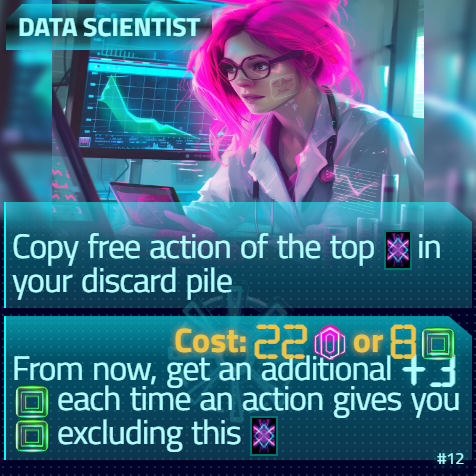 DATA SCIENTIST
Copy free action of the top in
your discard pile
Cost: 22 or 8
From now, get an additional +3
each time an action gives you
excluding this
#12